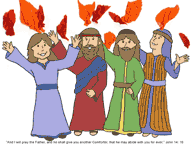 "And I will pray the Father, and he shall give you another Comforter, that he may abide with you for ever." John 14: 16